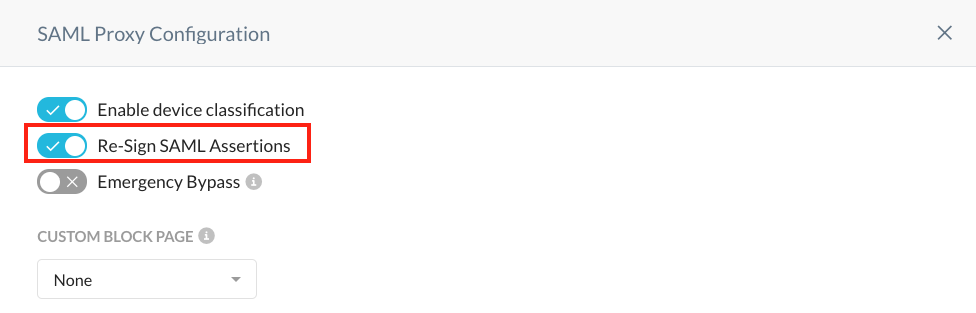 SAML Proxy Configuration
Enable device classification
Re-Sign SAML Assertions
Emergency Bypass
CUSTOM BLOCK PAGE
None